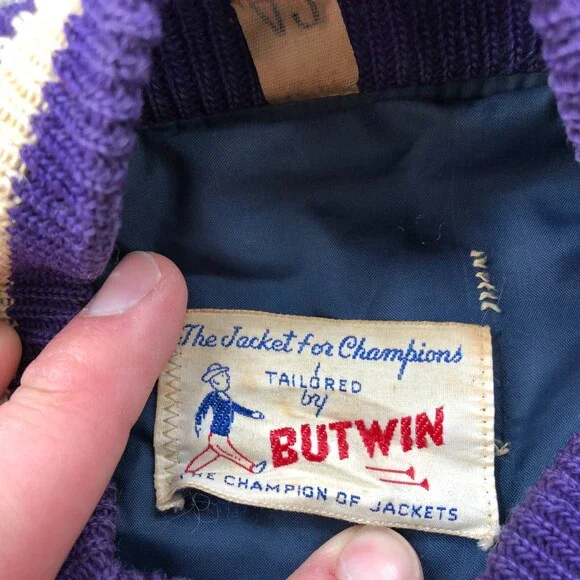 The Jacket for Champions
TAILORED
by
BUTWIN
THE CHAMPION OF JACKETS